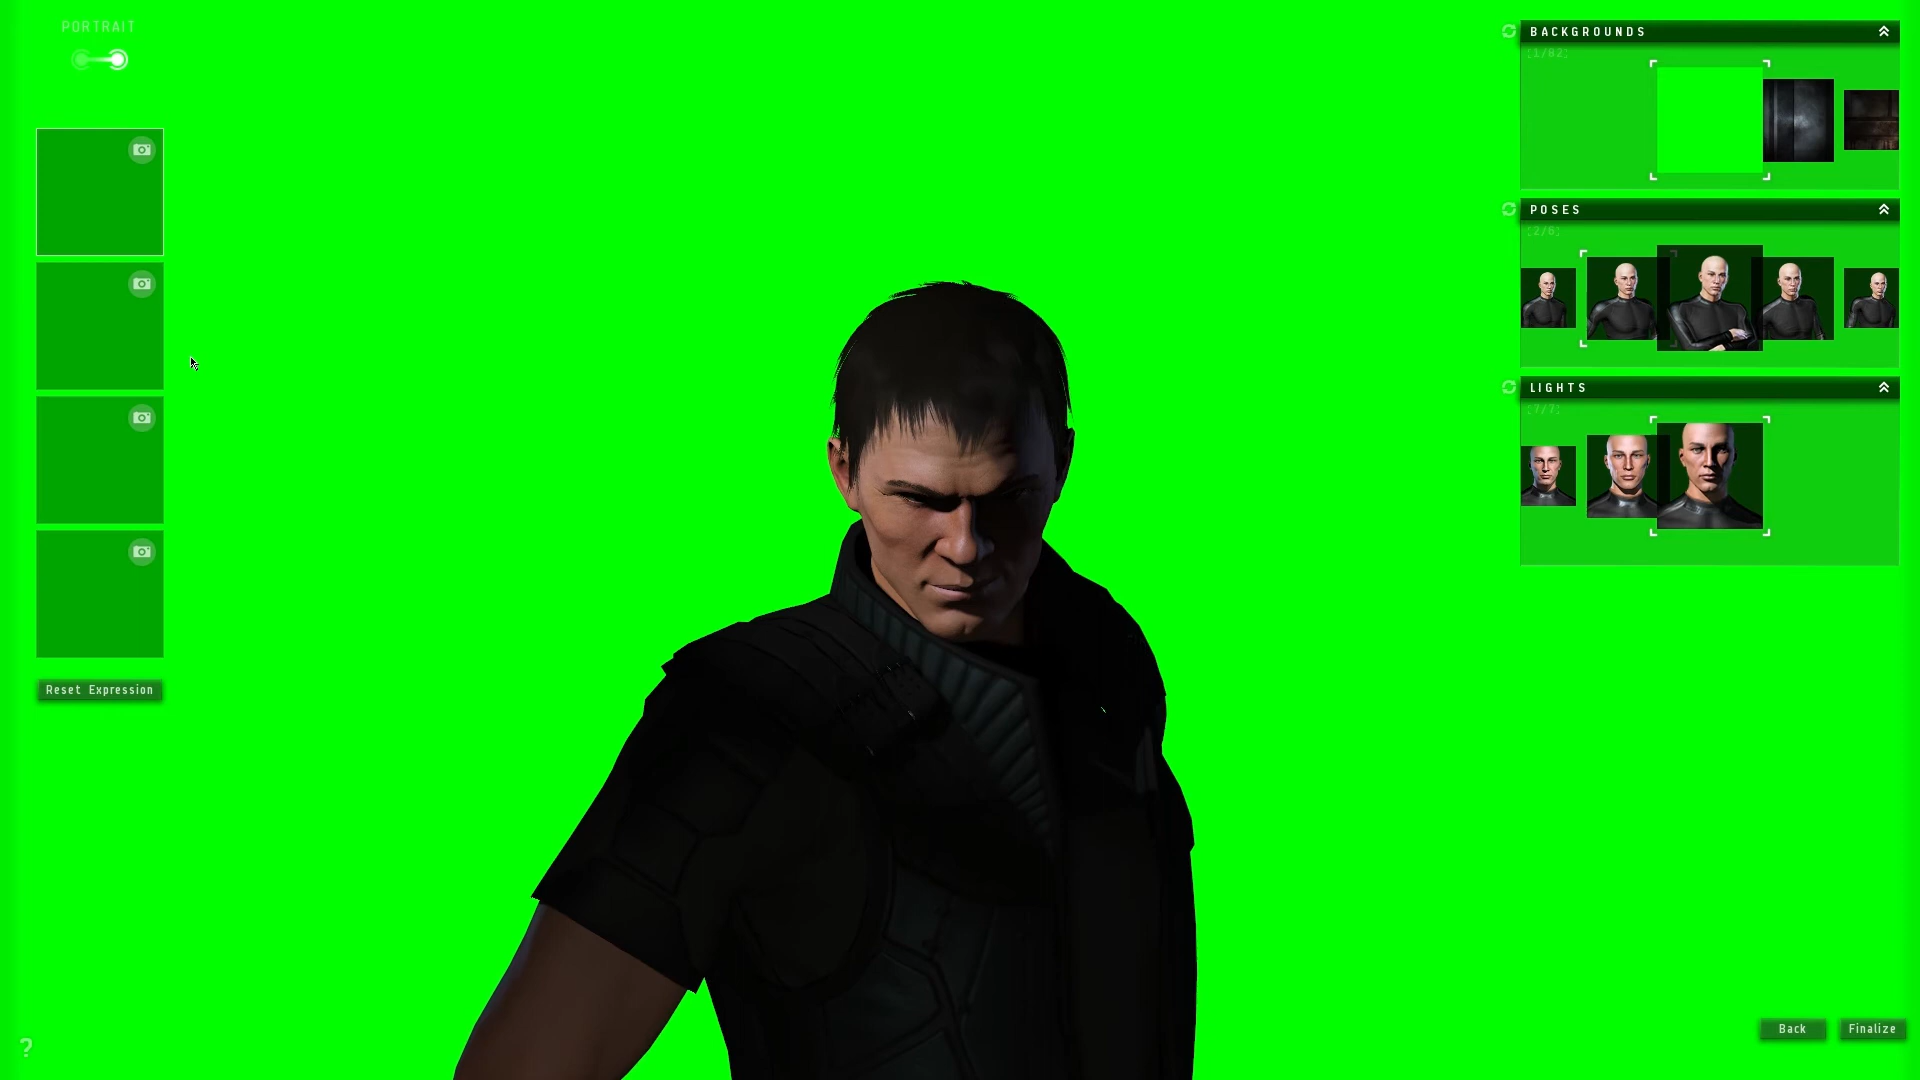 PORTRAIT
BACKGROUNDS
[1/82]
POSES
[2/6]
LIGHTS
[7/7]
Reset Expression
Back
Finalize
?